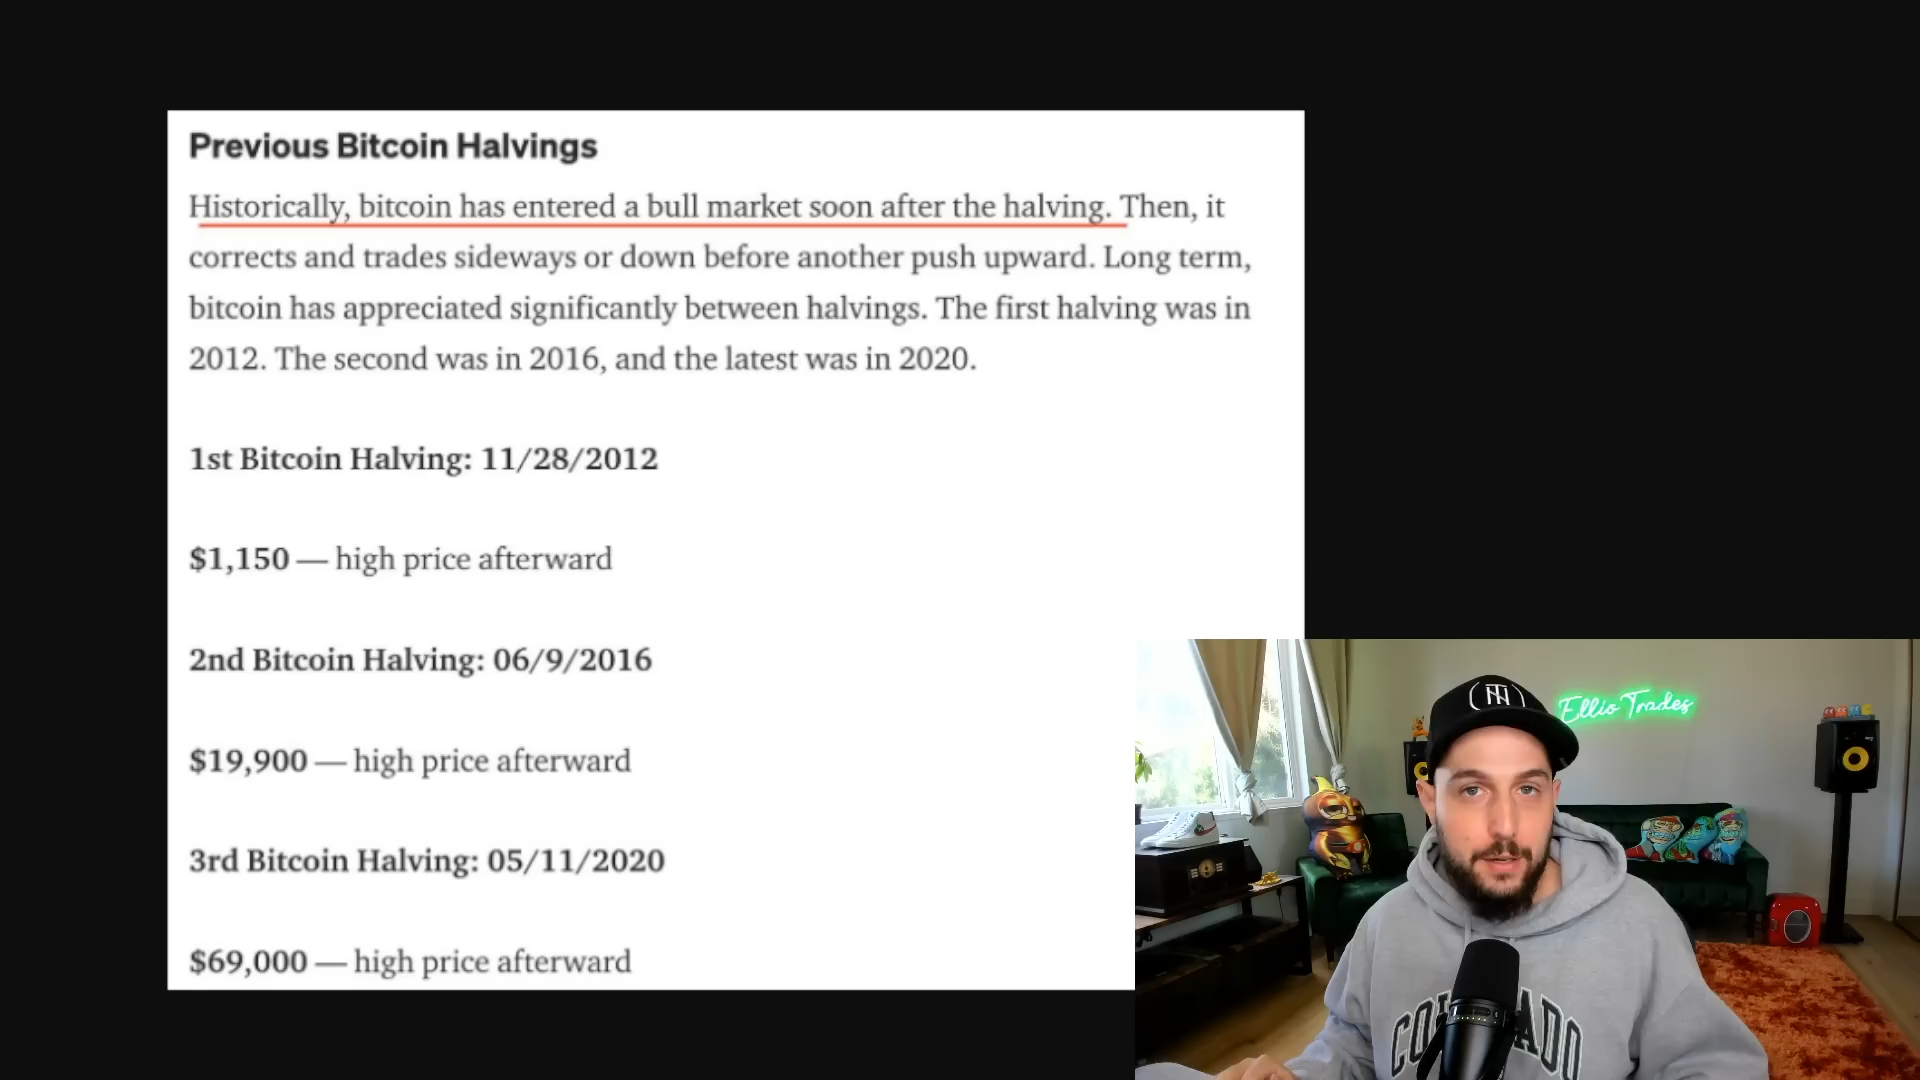 Previous Bitcoin Halvings
Historically, bitcoin has entered a bull market soon after the halving. Then, it
corrects and trades sideways or down before another push upward. Long term,
bitcoin has appreciated significantly between halvings. The first halving was in
2012. The second was in 2016, and the latest was in 2020.
1st Bitcoin Halving: 11/28/2012
$1,150 — high price afterward
2nd Bitcoin Halving: 06/9/2016
$19,900 — high price afterward
3rd Bitcoin Halving: 05/11/2020
$69,000 — high price afterward
Ellio Trades